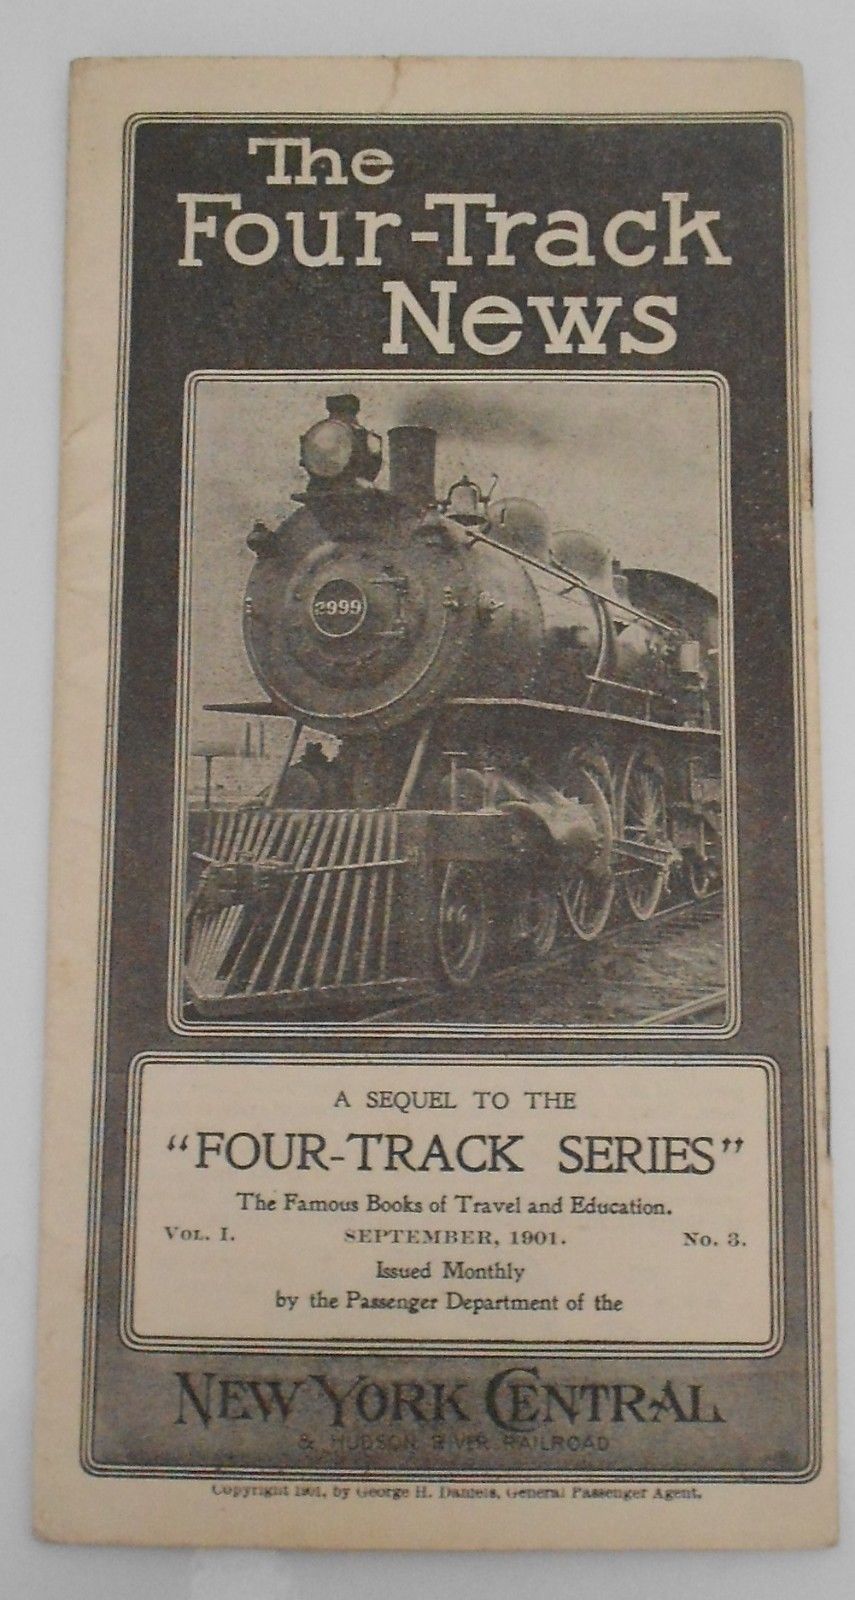 The
Four-Track
News
2999
A SEQUEL TO THE
“FOUR-TRACK SERIES”
The Famous Books of Travel and Education.
VOL. I. SEPTEMBER, 1901. No. 3.
Issued Monthly
by the Passenger Department of the
NEW YORK CENTRAL
& HUDSON RIVER RAILROAD
Copyright 1901, by George H. Daniels, General Passenger Agent.